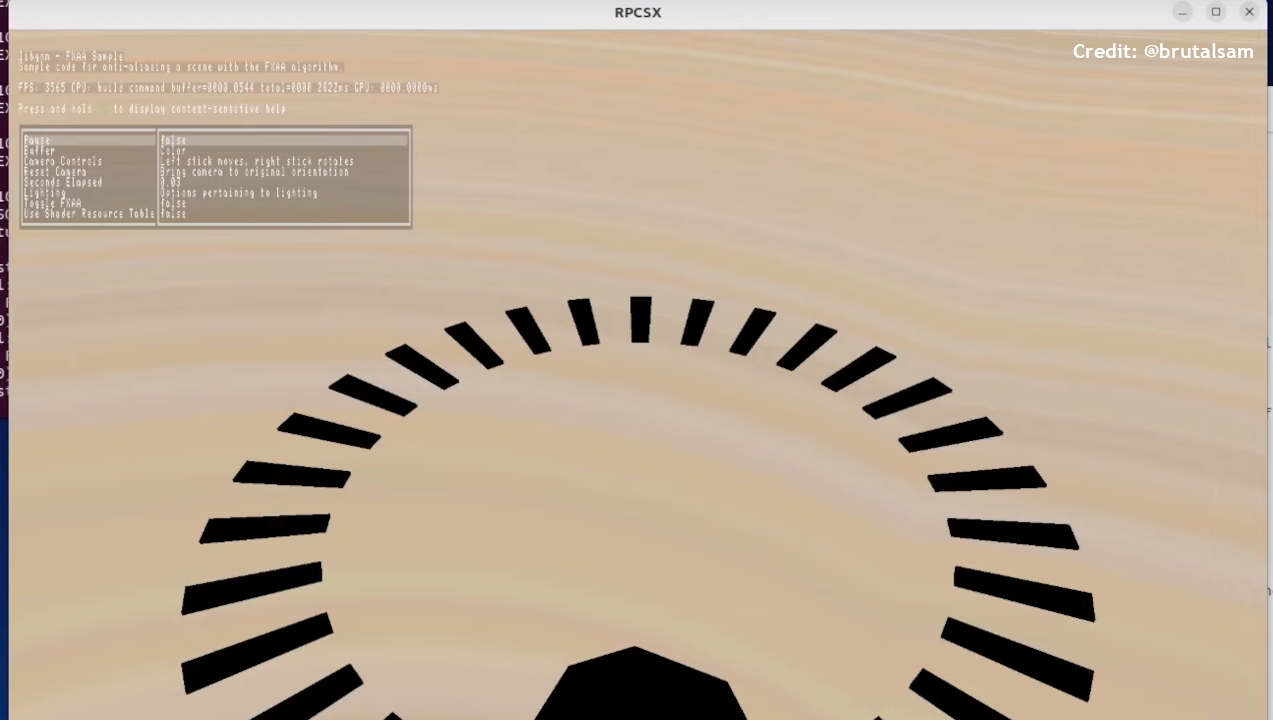 RPCSX
Credit: @brutalsam
libgnm - FXAA Sample
Sample code for anti-aliasing a scene with the FXAA algorithm.
FPS: 3565 CPU: build command buffer=0000.0544 total=0000 2822ms GPU: 0000.0000ms
Press and hold to display context-sensitive help
Pause false
Buffer Color
Camera Controls Left stick moves, right stick rotates
Reset Camera Bring camera to original orientation
Seconds Elapsed 0.03
Lighting Options pertaining to lighting
Toggle FXAA false
Use Shader Resource Table false